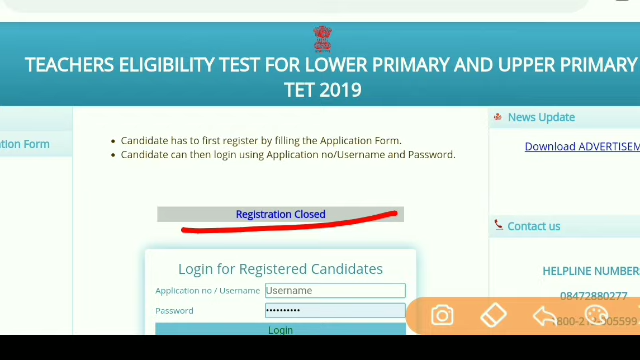 TEACHERS ELIGIBILITY TEST FOR LOWER PRIMARY AND UPPER PRIMARY
TET 2019
tion Form
Candidate has to first register by filling the Application Form.
Candidate can then login using Application no/Username and Password.
Registration Closed
Login for Registered Candidates
Application no / Username
Username
Password
••••••••••
Login
News Update
Download ADVERTISEM
Contact us
HELPLINE NUMBER
08472880277